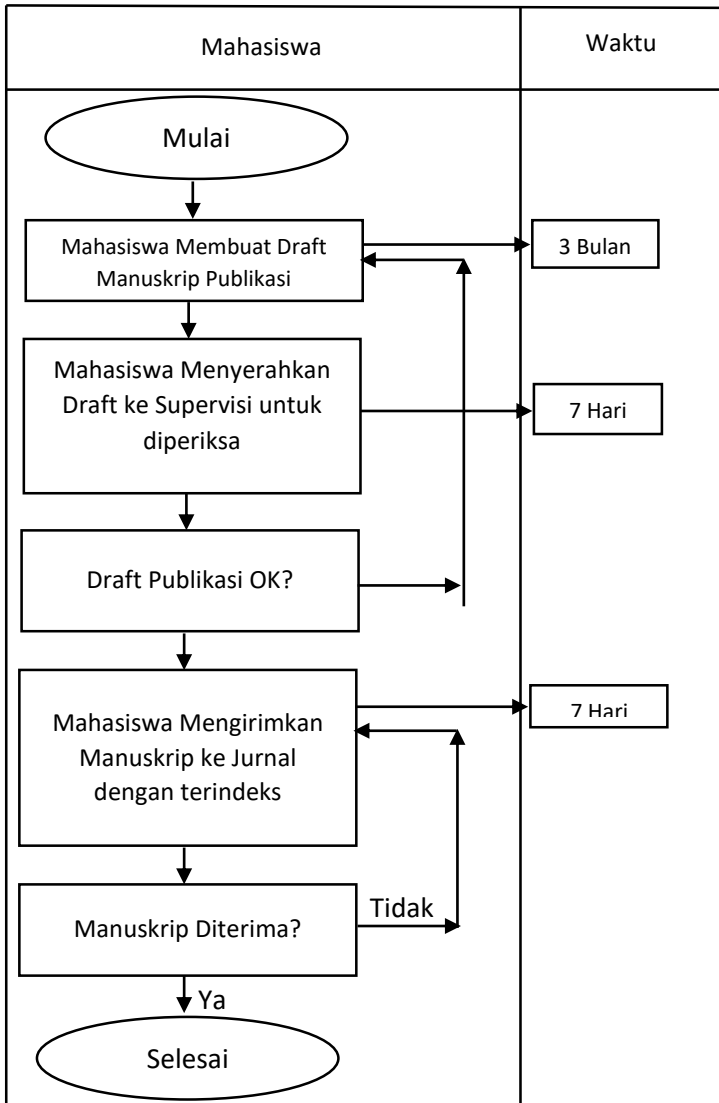 Mahasiswa
Waktu
Mulai
Mahasiswa Membuat Draft
Manuskrip Publikasi
3 Bulan
Mahasiswa Menyerahkan
Draft ke Supervisi untuk
diperiksa
7 Hari
Draft Publikasi OK?
Mahasiswa Mengirimkan
Manuskrip ke Jurnal
dengan terindeks
7 Hari
Manuskrip Diterima?
Tidak
Ya
Selesai